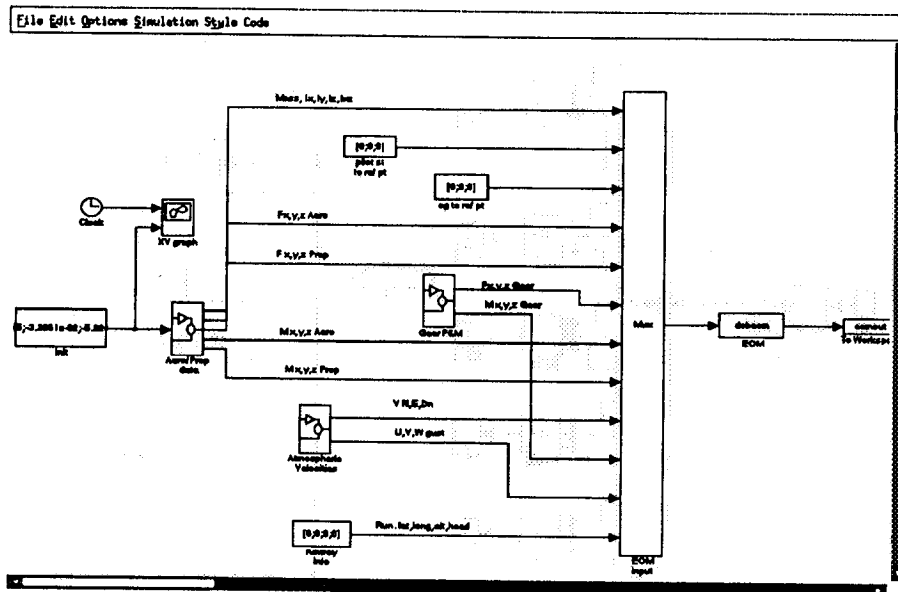 File Edit Options Simulation Style Code
Mass, Ix, Iy, Iz, Ixz
[0;0;0]
pilot st
to ref pt
[0;0;0]
cg to ref pt
Clock
XY graph
Fx,y,z Aero
Fx,y,z Prop
Fx,y,z Gear
Mx,y,z Gear
Gear F&M
Init
Aero/Prop
data
Mx,y,z Aero
Mx,y,z Prop
Mux
EOM
To Workspace
V N,E,Dn
U,V,W gust
Atmospheric
Velocities
[0;0;0;0]
Run. lat,long,alt,head
runway
info
EOM
input